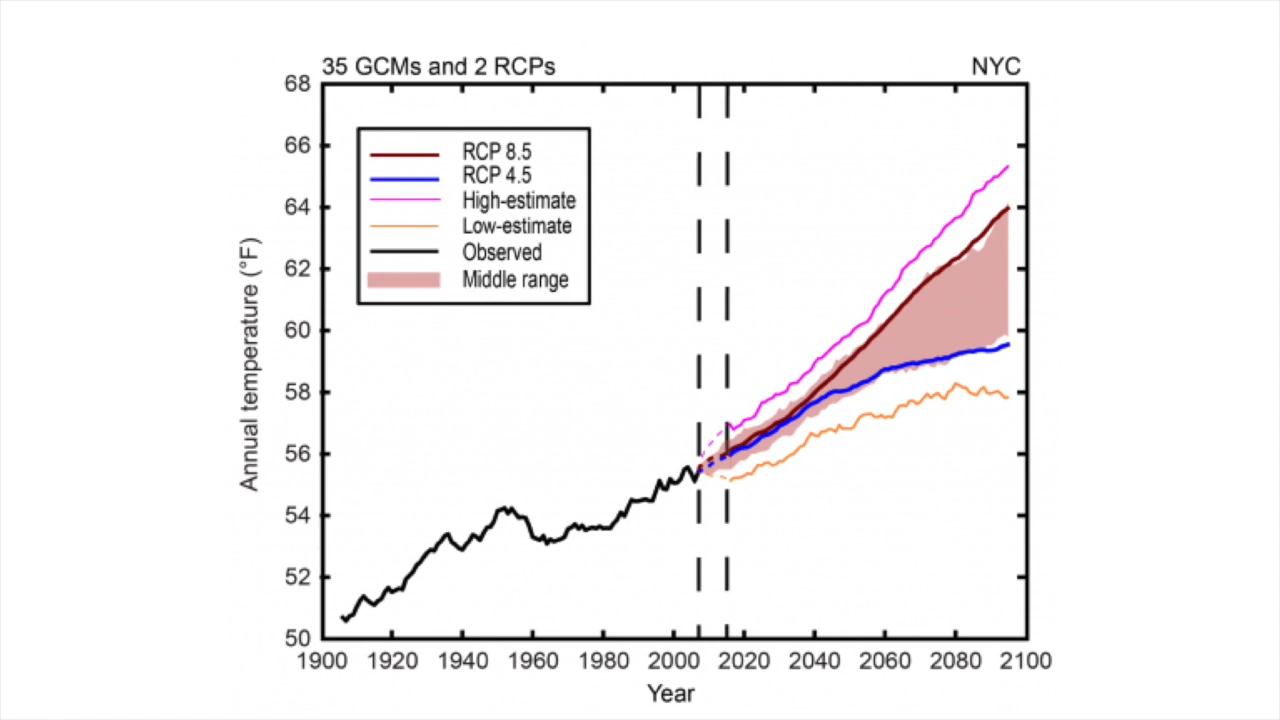 35 GCMs and 2 RCPs NYC
68
66
64
62
60
58
56
54
52
50
RCP 8.5
RCP 4.5
High-estimate
Low-estimate
Observed
Middle range
Annual temperature (°F)
1900 1920 1940 1960 1980 2000 2020 2040 2060 2080 2100
Year